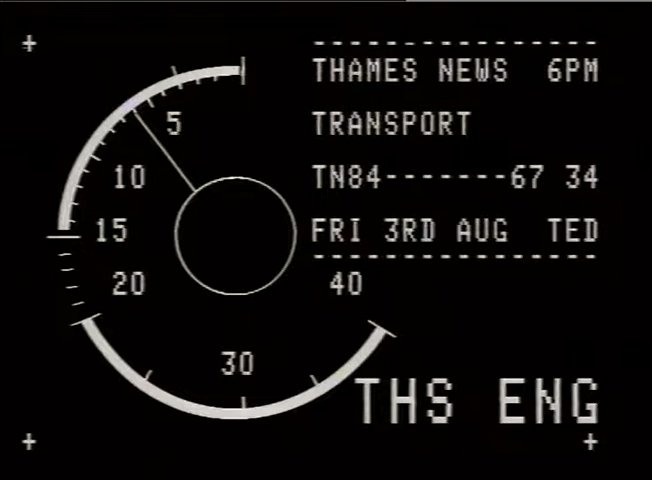 THAMES NEWS 6PM
5
TRANSPORT
10
TN84-------67 34
15
FRI 3RD AUG TED
20
40
30
THS ENG